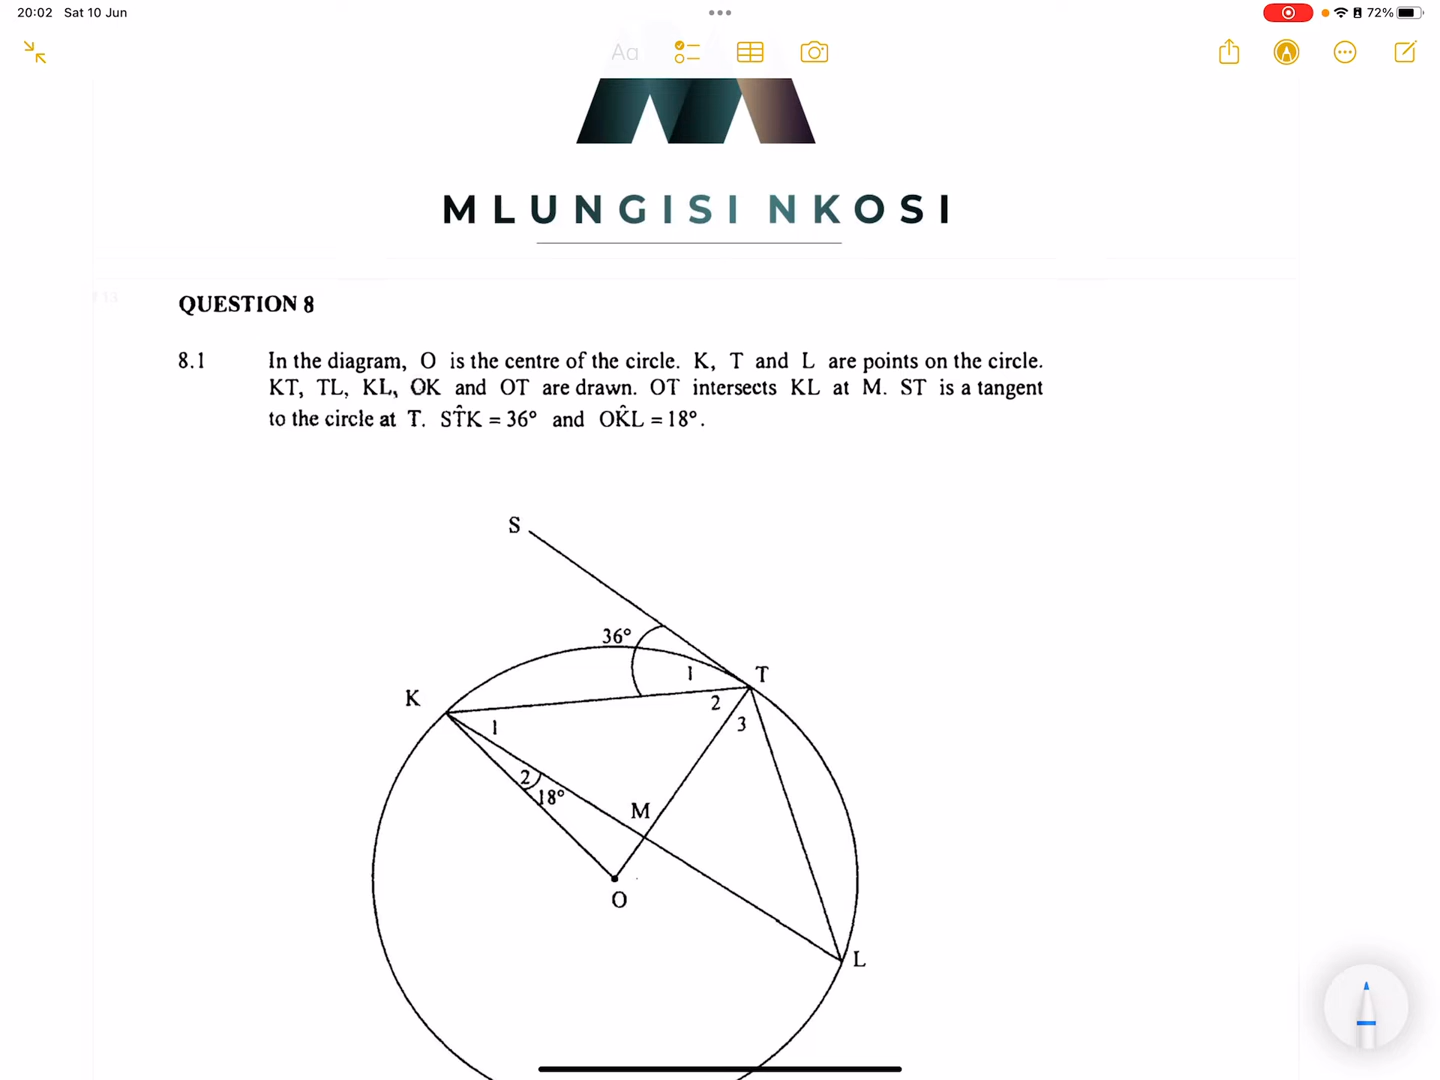 20:02 Sat 10 Jun
72%
Aa
MLUNGISI NKOSI
f 13
QUESTION 8
8.1 In the diagram, O is the centre of the circle. K, T and L are points on the circle.
KT, TL, KL, OK and OT are drawn. OT intersects KL at M. ST is a tangent
to the circle at T. ST̂K = 36° and OK̂L = 18°.
S
36°
1
T
K
2
1
3
2
18°
M
O
L